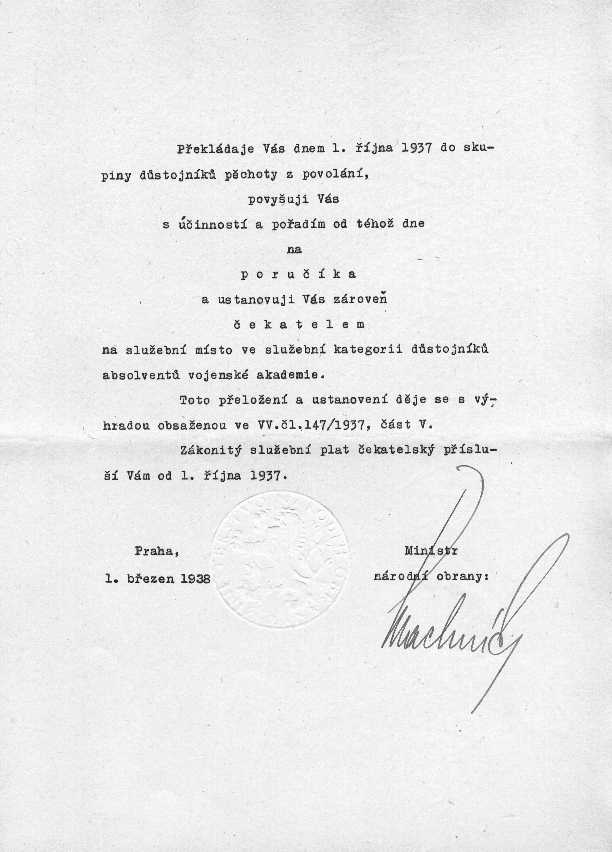 Překládaje Vás dnem 1. října 1937 do sku-
piny důstojníků pěchoty z povolání,
povyšuji Vás
s účinností a pořadím od téhož dne
na
p o r u č í k a
a ustanovuji Vás zároveň
č e k a t e l e m
na služební místo ve služební kategorii důstojníků
absolventů vojenské akademie.
Toto přeložení a ustanovení děje se s vý-
hradou obsaženou ve VV.čl.147/1937, část V.
Zákonitý služební plat čekatelský příslu-
ší Vám od 1. října 1937.
Praha,
1. březen 1938
Ministr
národní obrany:
Machník